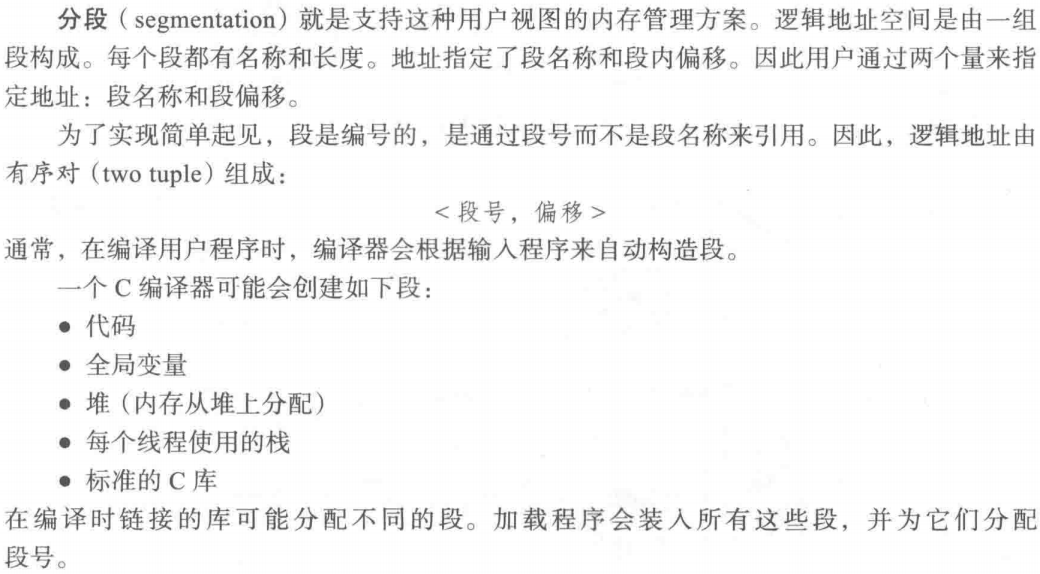 分段（segmentation）就是支持这种用户视图的内存管理方案。逻辑地址空间是由一组
段构成。每个段都有名称和长度。地址指定了段名称和段内偏移。因此用户通过两个量来指
定地址：段名称和段偏移。
为了实现简单起见，段是编号的，是通过段号而不是段名称来引用。因此，逻辑地址由
有序对（two tuple）组成：
<段号，偏移>
通常，在编译用户程序时，编译器会根据输入程序来自动构造段。
一个 C 编译器可能会创建如下段：
● 代码
● 全局变量
● 堆（内存从堆上分配）
● 每个线程使用的栈
● 标准的 C 库
在编译时链接的库可能分配不同的段。加载程序会装入所有这些段，并为它们分配
段号。